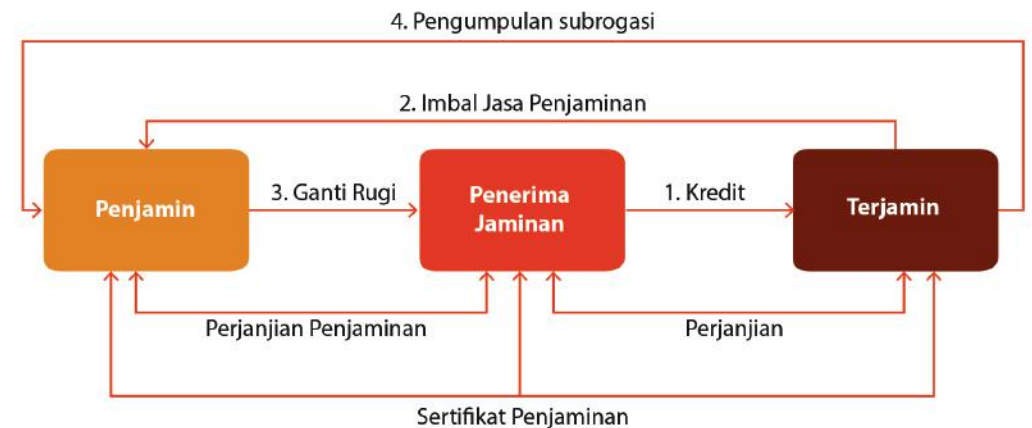 4. Pengumpulan subrogasi
2. Imbal Jasa Penjaminan
Penjamin
3. Ganti Rugi
Penerima
Jaminan
1. Kredit
Terjamin
Perjanjian Penjaminan
Perjanjian
Sertifikat Penjaminan